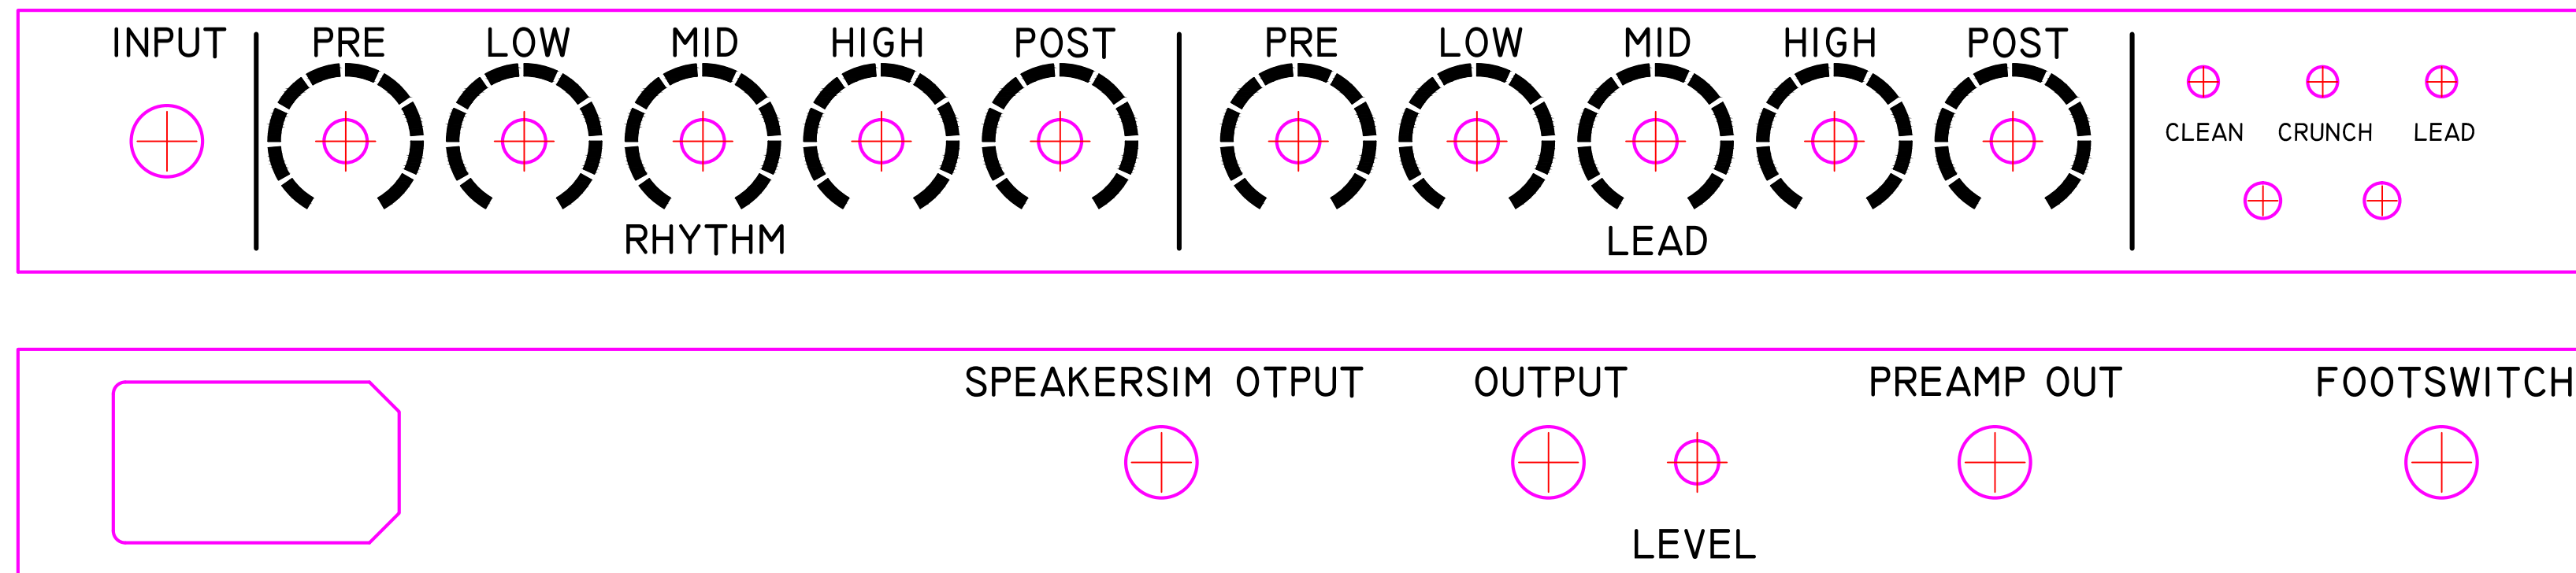 INPUT PRE LOW MID HIGH POST PRE LOW MID HIGH POST
CLEAN CRUNCH LEAD
RHYTHM LEAD
SPEAKERSIM OTPUT OUTPUT PREAMP OUT FOOTSWITCH
LEVEL